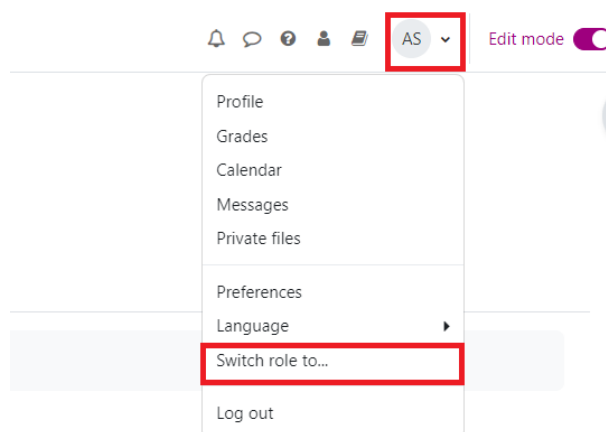 AS Edit mode
Profile
Grades
Calendar
Messages
Private files
Preferences
Language
Switch role to...
Log out